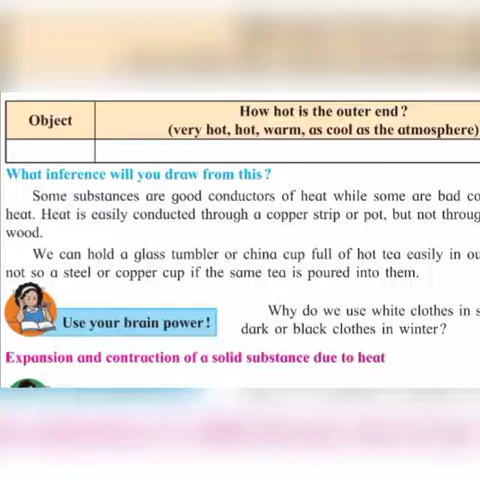 Object
How hot is the outer end?
(very hot, hot, warm, as cool as the atmosphere)
What inference will you draw from this?
Some substances are good conductors of heat while some are bad
heat. Heat is easily conducted through a copper strip or pot, but not
wood.
We can hold a glass tumbler or china cup full of hot tea easily in
not so a steel or copper cup if the same tea is poured into them.
Use your brain power!
Why do we use white clothes in
dark or black clothes in winter?
Expansion and contraction of a solid substance due to heat